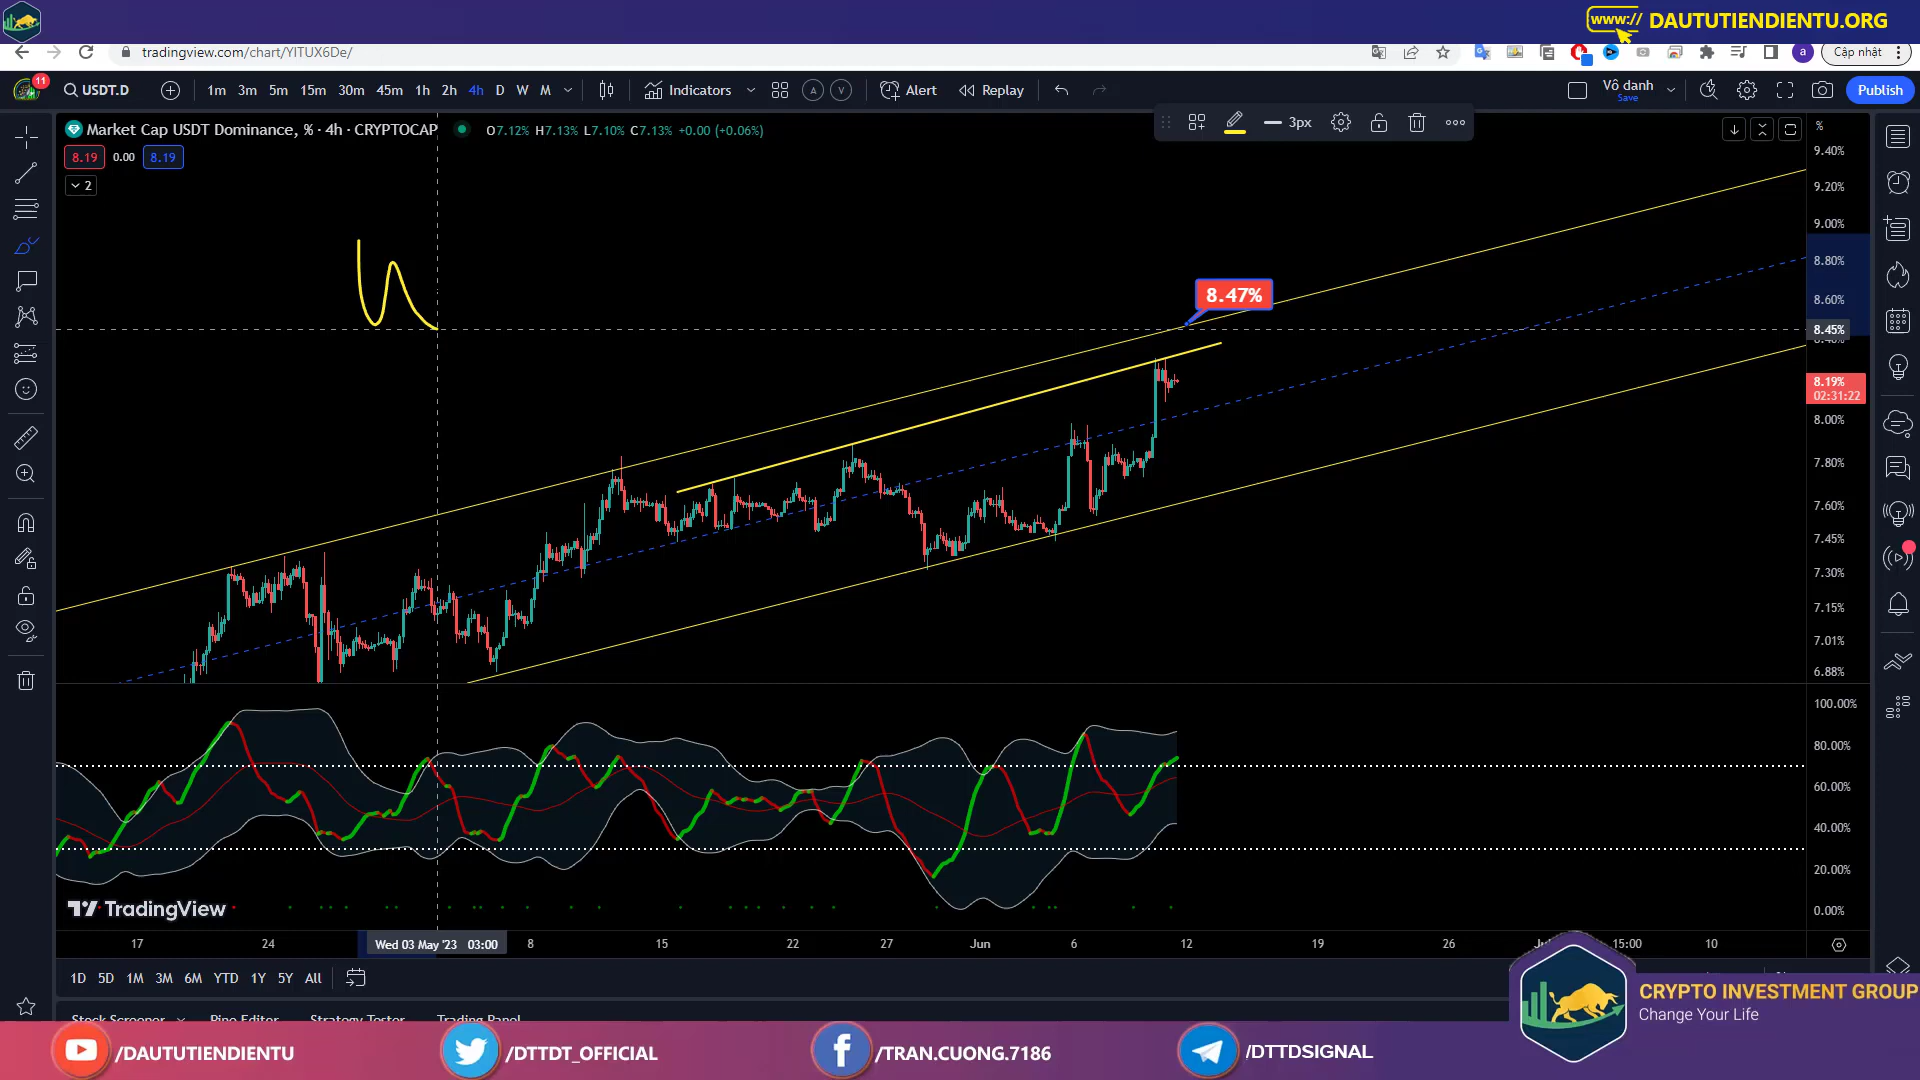 www:// DAUTUTIENDIENTU.ORG
tradingview.com/chart/YITUX6De/
a
Cập nhật
11
USDT.D
1m 3m 5m 15m 30m 45m 1h 2h 4h D W M
Indicators
A V
Alert
Replay
Vô danh
Save
Publish
Market Cap USDT Dominance, % · 4h · CRYPTOCAP
O7.12% H7.13% L7.10% C7.13% +0.00 (+0.06%)
3px
8.19 0.00 8.19
2
%
9.40%
9.20%
9.00%
8.80%
8.60%
8.47%
8.45%
8.40%
8.19%
02:31:22
8.00%
7.80%
7.60%
7.45%
7.30%
7.15%
7.01%
6.88%
100.00%
80.00%
60.00%
40.00%
20.00%
0.00%
TradingView
17 24 Wed 03 May '23 03:00 8 15 22 27 Jun 6 12 19 26 15:00 10
1D 5D 1M 3M 6M YTD 1Y 5Y All
Stock Screener Pine Editor Strategy Tester Trading Panel
CRYPTO INVESTMENT GROUP
Change Your Life
/DAUTUTIENDIENTU
/DTTDT_OFFICIAL
/TRAN.CUONG.7186
/DTTDSIGNAL